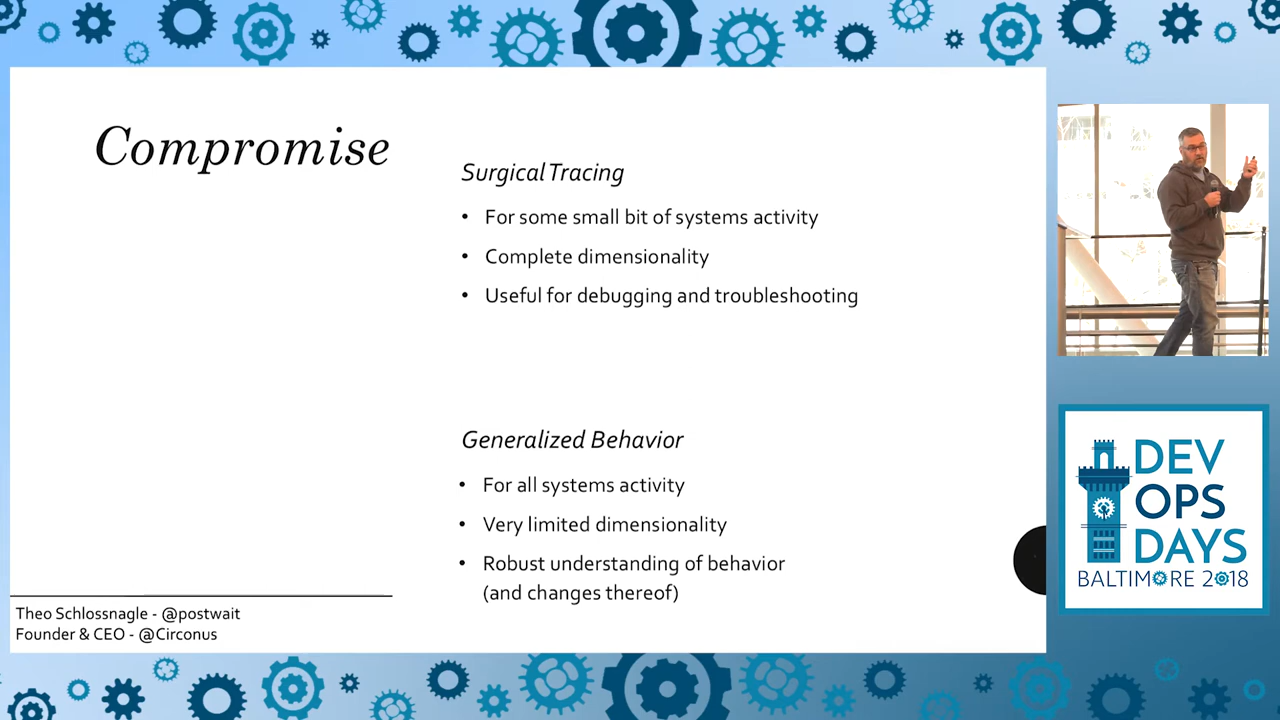 Compromise
Surgical Tracing
• For some small bit of systems activity
• Complete dimensionality
• Useful for debugging and troubleshooting
Generalized Behavior
• For all systems activity
• Very limited dimensionality
• Robust understanding of behavior
(and changes thereof)
Theo Schlossnagle - @postwait
Founder & CEO - @Circonus
DEV
OPS
DAYS
BALTIMORE 2018